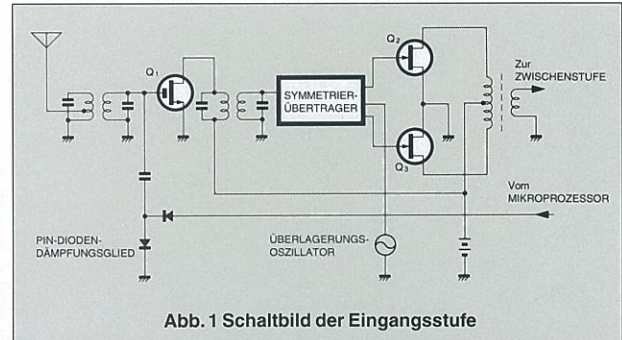 Q1
Q2
Zur
ZWISCHENSTUFE
SYMMETRIER-
ÜBERTRAGER
Q3
Vom
MIKROPROZESSOR
PIN-DIODEN-
DÄMPFUNGSGLIED
ÜBERLAGERUNGS-
OSZILLATOR
Abb. 1 Schaltbild der Eingangsstufe